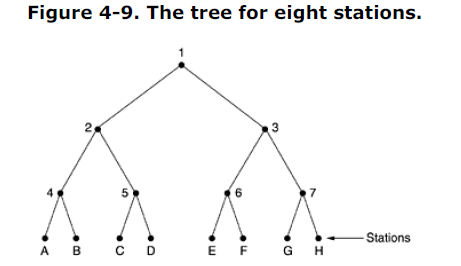 Figure 4-9. The tree for eight stations.
1
2 3
4 5 6 7
Stations
A B C D E F G H